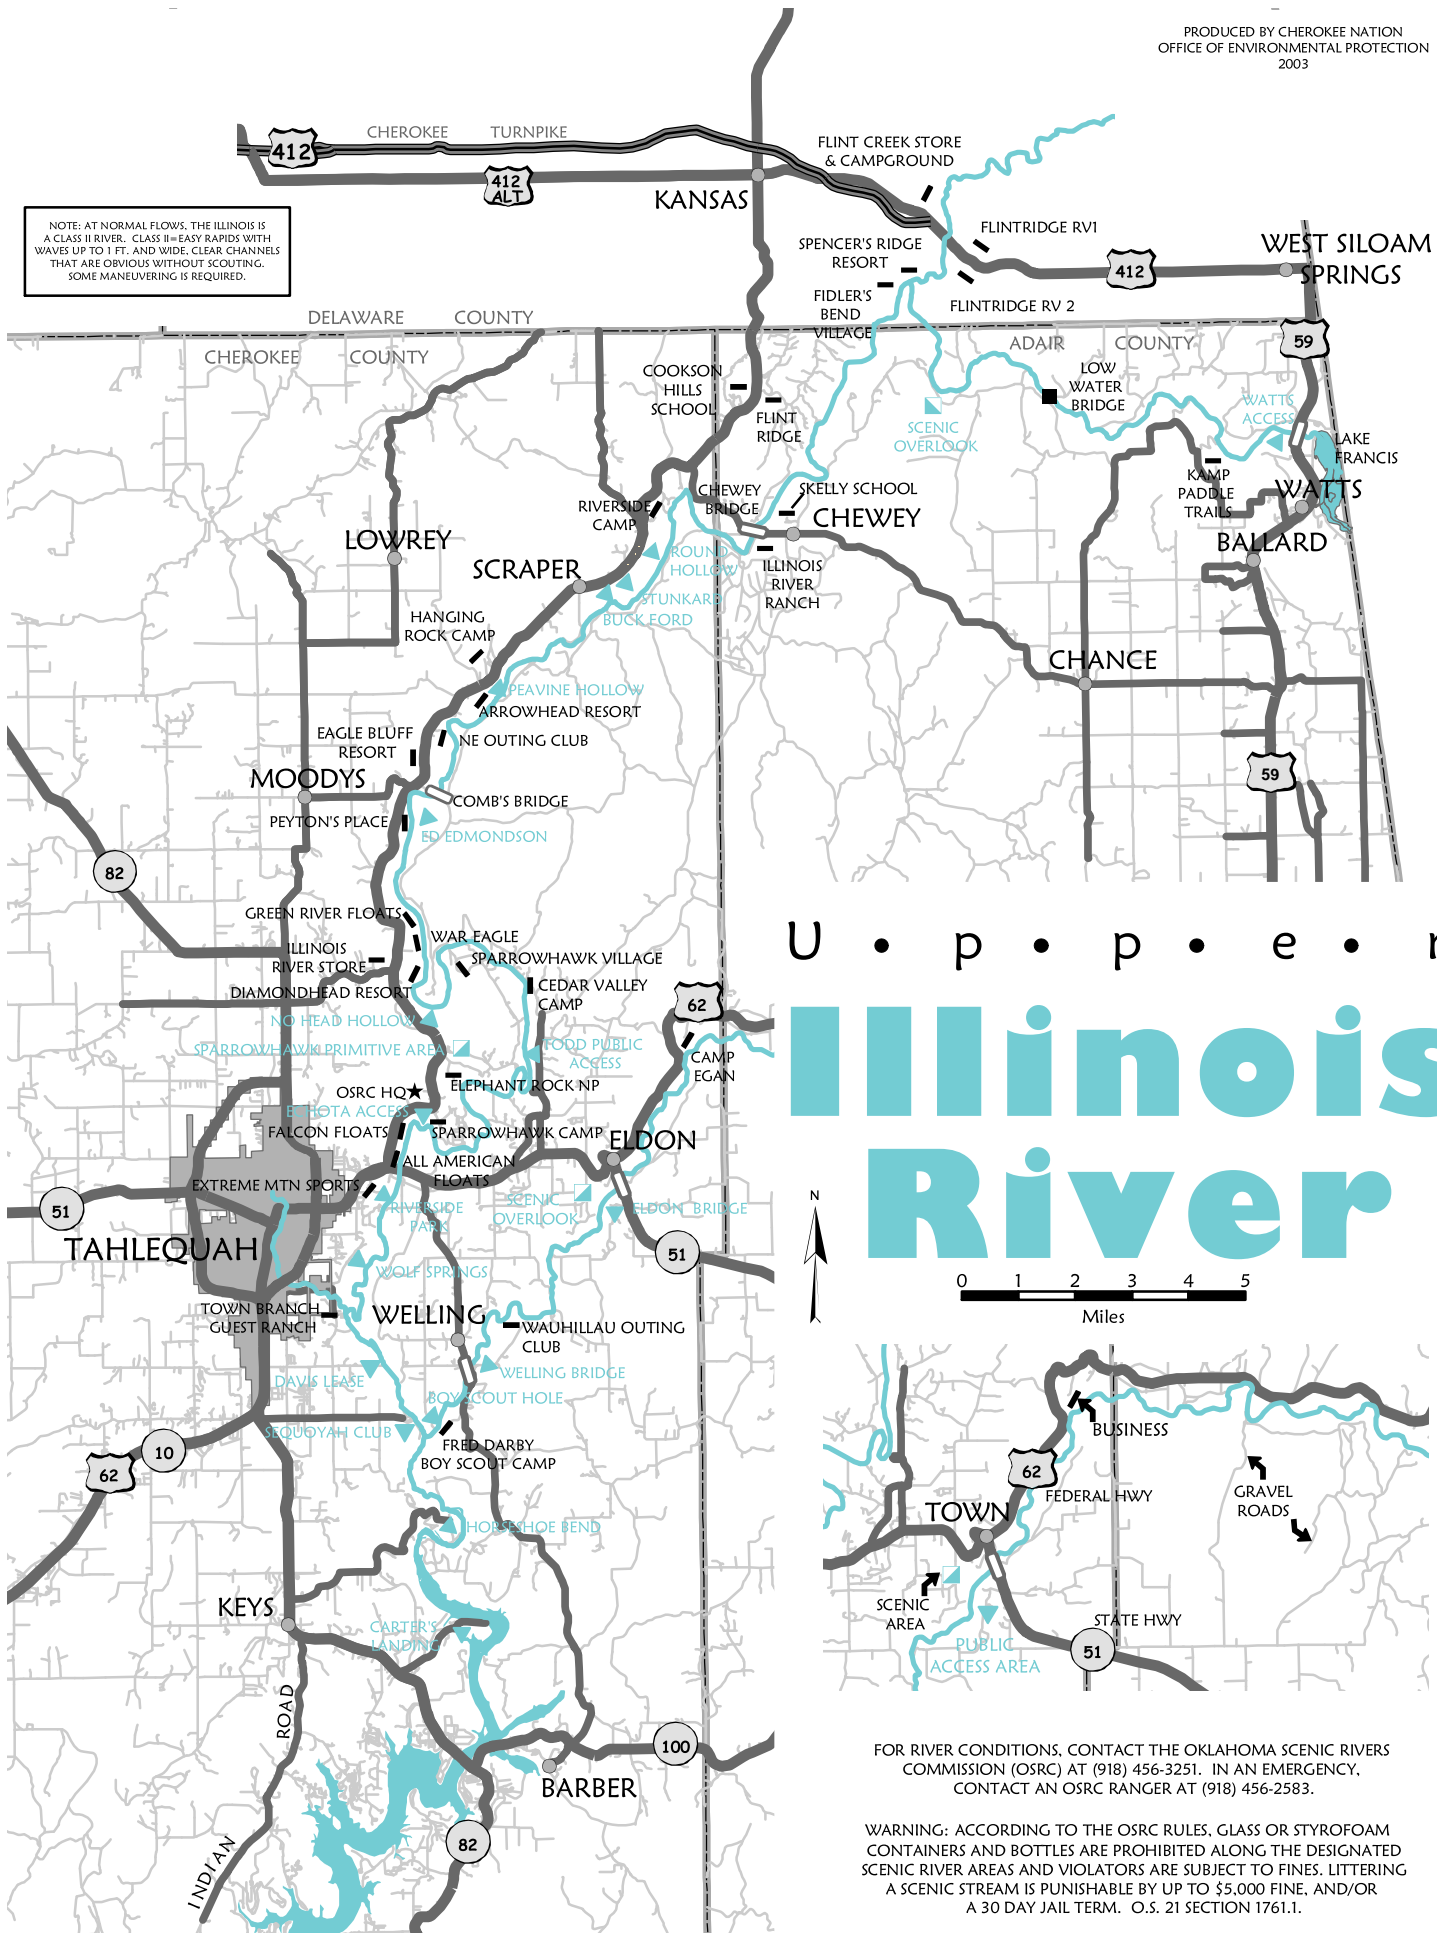 PRODUCED BY CHEROKEE NATION
OFFICE OF ENVIRONMENTAL PROTECTION
2003
CHEROKEE TURNPIKE
412
412
ALT
FLINT CREEK STORE
& CAMPGROUND
KANSAS
NOTE: AT NORMAL FLOWS, THE ILLINOIS IS
A CLASS II RIVER. CLASS II=EASY RAPIDS WITH
WAVES UP TO 1 FT. AND WIDE, CLEAR CHANNELS
THAT ARE OBVIOUS WITHOUT SCOUTING.
SOME MANEUVERING IS REQUIRED.
FLINTRIDGE RV1
SPENCER'S RIDGE
RESORT
WEST SILOAM
SPRINGS
412
FIDLER'S
BEND
VILLAGE
FLINTRIDGE RV 2
DELAWARE COUNTY
CHEROKEE COUNTY
ADAIR COUNTY
59
COOKSON
HILLS
SCHOOL
FLINT
RIDGE
LOW
WATER
BRIDGE
SCENIC
OVERLOOK
WATTS
ACCESS
LAKE
FRANCIS
KAMP
PADDLE
TRAILS
WATTS
BALLARD
RIVERSIDE
CAMP
CHEWEY
BRIDGE
SKELLY SCHOOL
CHEWEY
LOWREY
SCRAPER
ROUND
HOLLOW
ILLINOIS
RIVER
RANCH
STUNKARD
BUCK FORD
HANGING
ROCK CAMP
CHANCE
PEAVINE HOLLOW
ARROWHEAD RESORT
EAGLE BLUFF
RESORT
NE OUTING CLUB
59
MOODYS
COMB'S BRIDGE
PEYTON'S PLACE
ED EDMONDSON
82
GREEN RIVER FLOATS
WAR EAGLE
ILLINOIS
RIVER STORE
SPARROWHAWK VILLAGE
DIAMONDHEAD RESORT
CEDAR VALLEY
CAMP
62
NO HEAD HOLLOW
SPARROWHAWK PRIMITIVE AREA
TODD PUBLIC
ACCESS
CAMP
EGAN
OSRC HQ
ELEPHANT ROCK NP
ECHOTA ACCESS
FALCON FLOATS
SPARROWHAWK CAMP
ELDON
ALL AMERICAN
FLOATS
EXTREME MTN SPORTS
51
RIVERSIDE
PARK
SCENIC
OVERLOOK
ELDON BRIDGE
TAHLEQUAH
51
WOLF SPRINGS
TOWN BRANCH
GUEST RANCH
WELLING
WAUHILLAU OUTING
CLUB
DAVIS LEASE
WELLING BRIDGE
BOY SCOUT HOLE
SEQUOYAH CLUB
10
62
FRED DARBY
BOY SCOUT CAMP
HORSESHOE BEND
KEYS
CARTER'S
LANDING
INDIAN ROAD
100
BARBER
82
U • p • p • e • r
Illinois
River
N
0 1 2 3 4 5
Miles
BUSINESS
62
FEDERAL HWY
GRAVEL
ROADS
TOWN
SCENIC
AREA
STATE HWY
51
PUBLIC
ACCESS AREA
FOR RIVER CONDITIONS, CONTACT THE OKLAHOMA SCENIC RIVERS
COMMISSION (OSRC) AT (918) 456-3251. IN AN EMERGENCY,
CONTACT AN OSRC RANGER AT (918) 456-2583.
WARNING: ACCORDING TO THE OSRC RULES, GLASS OR STYROFOAM
CONTAINERS AND BOTTLES ARE PROHIBITED ALONG THE DESIGNATED
SCENIC RIVER AREAS AND VIOLATORS ARE SUBJECT TO FINES. LITTERING
A SCENIC STREAM IS PUNISHABLE BY UP TO $5,000 FINE, AND/OR
A 30 DAY JAIL TERM. O.S. 21 SECTION 1761.1.